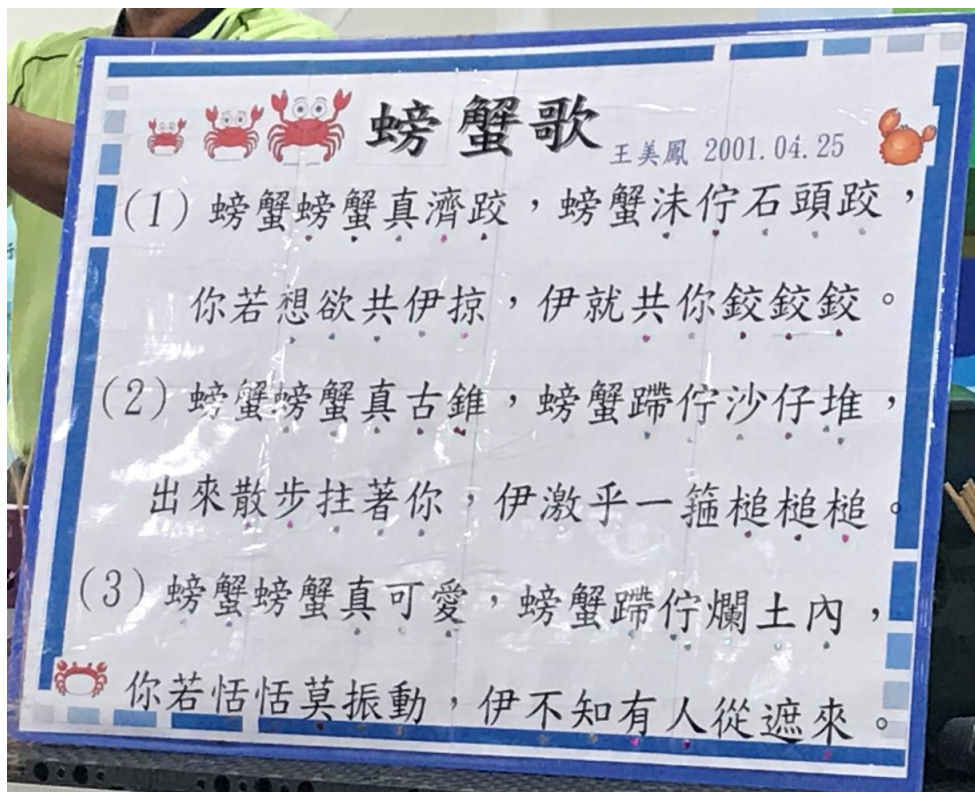 螃蟹歌
王美鳳 2001.04.25
(1) 螃蟹螃蟹真濟跤，螃蟹沬佇石頭跤，
你若想欲共伊掠，伊就共你鉸鉸鉸。
(2) 螃蟹螃蟹真古錐，螃蟹蹛佇沙仔堆，
出來散步拄著你，伊激乎一箍槌槌槌。
(3) 螃蟹螃蟹真可愛，螃蟹蹛佇爛土內，
你若恬恬莫振動，伊不知有人從遮來。